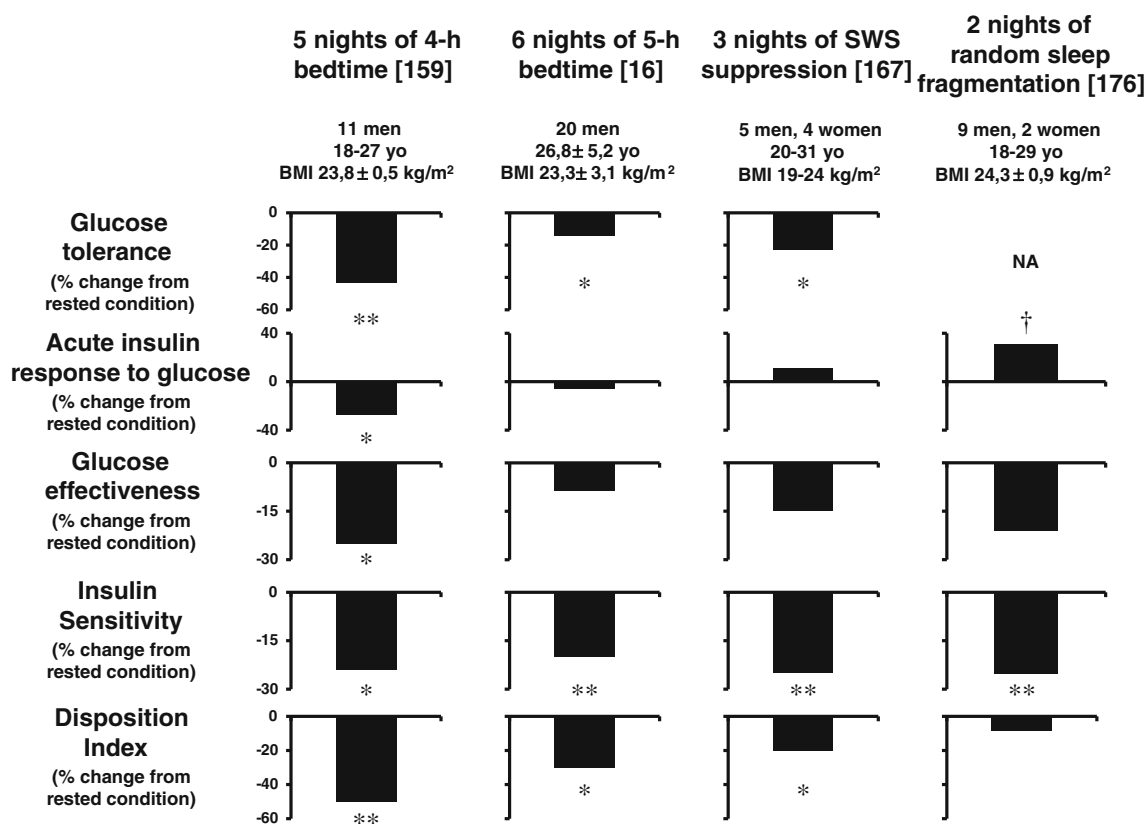 5 nights of 4-h
bedtime [159]
6 nights of 5-h
bedtime [16]
3 nights of SWS
suppression [167]
2 nights of
random sleep
fragmentation [176]
11 men
18-27 yo
BMI 23,8 ± 0,5 kg/m²
20 men
26,8± 5,2 yo
BMI 23,3± 3,1 kg/m²
5 men, 4 women
20-31 yo
BMI 19-24 kg/m²
9 men, 2 women
18-29 yo
BMI 24,3 ± 0,9 kg/m²
Glucose
tolerance
(% change from
rested condition)
0
-20
-40
-60
**
*
*
NA
Acute insulin
response to glucose
(% change from
rested condition)
40
0
-40
*
†
Glucose
effectiveness
(% change from
rested condition)
0
-15
-30
*
Insulin
Sensitivity
(% change from
rested condition)
0
-15
-30
*
**
**
**
Disposition
Index
(% change from
rested condition)
0
-20
-40
-60
**
*
*